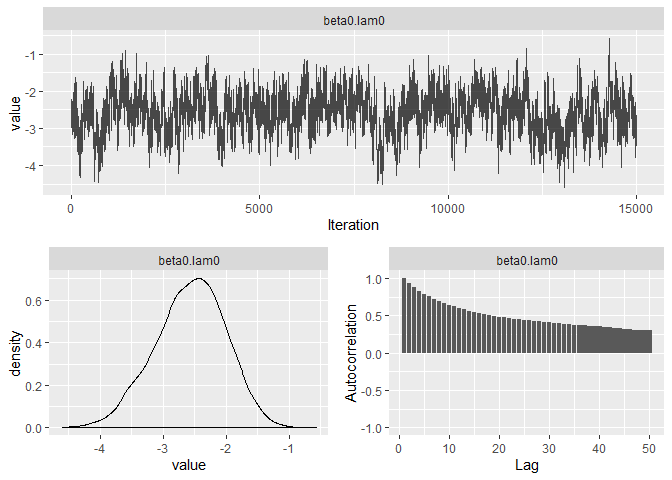 beta0.lam0
value
-1
-2
-3
-4
0 5000 10000 15000
Iteration
beta0.lam0
density
0.6
0.4
0.2
0.0
-4 -3 -2 -1
value
beta0.lam0
Autocorrelation
1.0
0.5
0.0
-0.5
-1.0
0 10 20 30 40 50
Lag